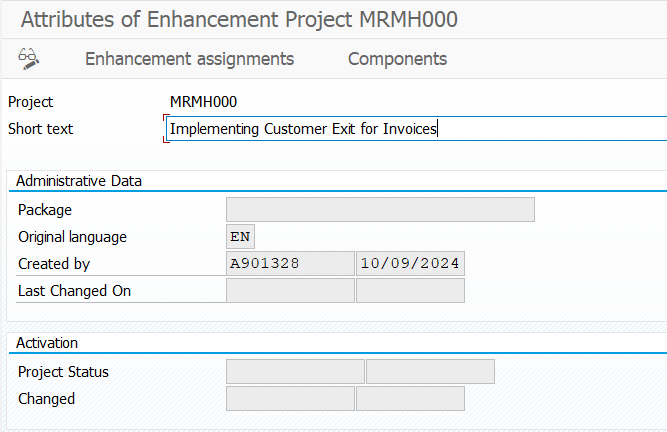 Attributes of Enhancement Project MRMH000
Enhancement assignments Components
Project MRMH000
Short text Implementing Customer Exit for Invoices
Administrative Data
Package
Original language EN
Created by A901328 10/09/2024
Last Changed On
Activation
Project Status
Changed